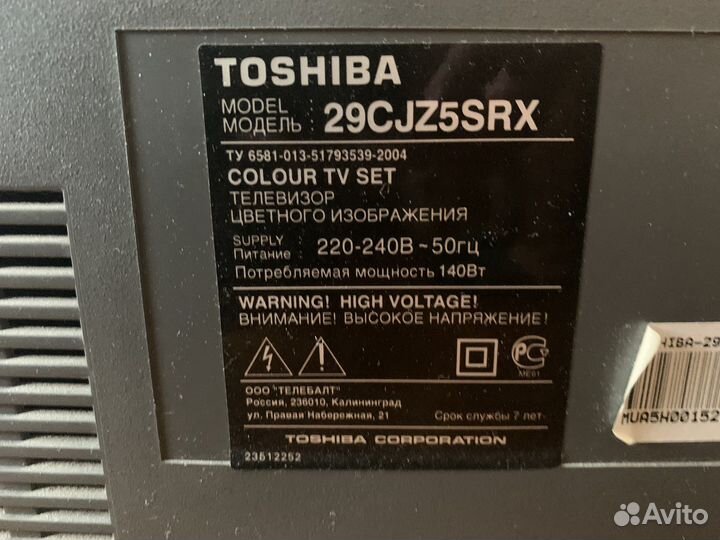 TOSHIBA
MODEL
МОДЕЛЬ : 29CJZ5SRX
ТУ 6581-013-51793539-2004
COLOUR TV SET
ТЕЛЕВИЗОР
ЦВЕТНОГО ИЗОБРАЖЕНИЯ
SUPPLY
Питание : 220-240В ~ 50гц
Потребляемая мощность 140Вт
WARNING! HIGH VOLTAGE!
ВНИМАНИЕ! ВЫСОКОЕ НАПРЯЖЕНИЕ!
РС
МЕ61
ООО "ТЕЛЕБАЛТ"
Россия, 236010, Калининград
ул. Правая Набережная, 21
Срок службы 7 лет
TOSHIBA CORPORATION
23512252
HIBA-29
MUA5H00152
Avito